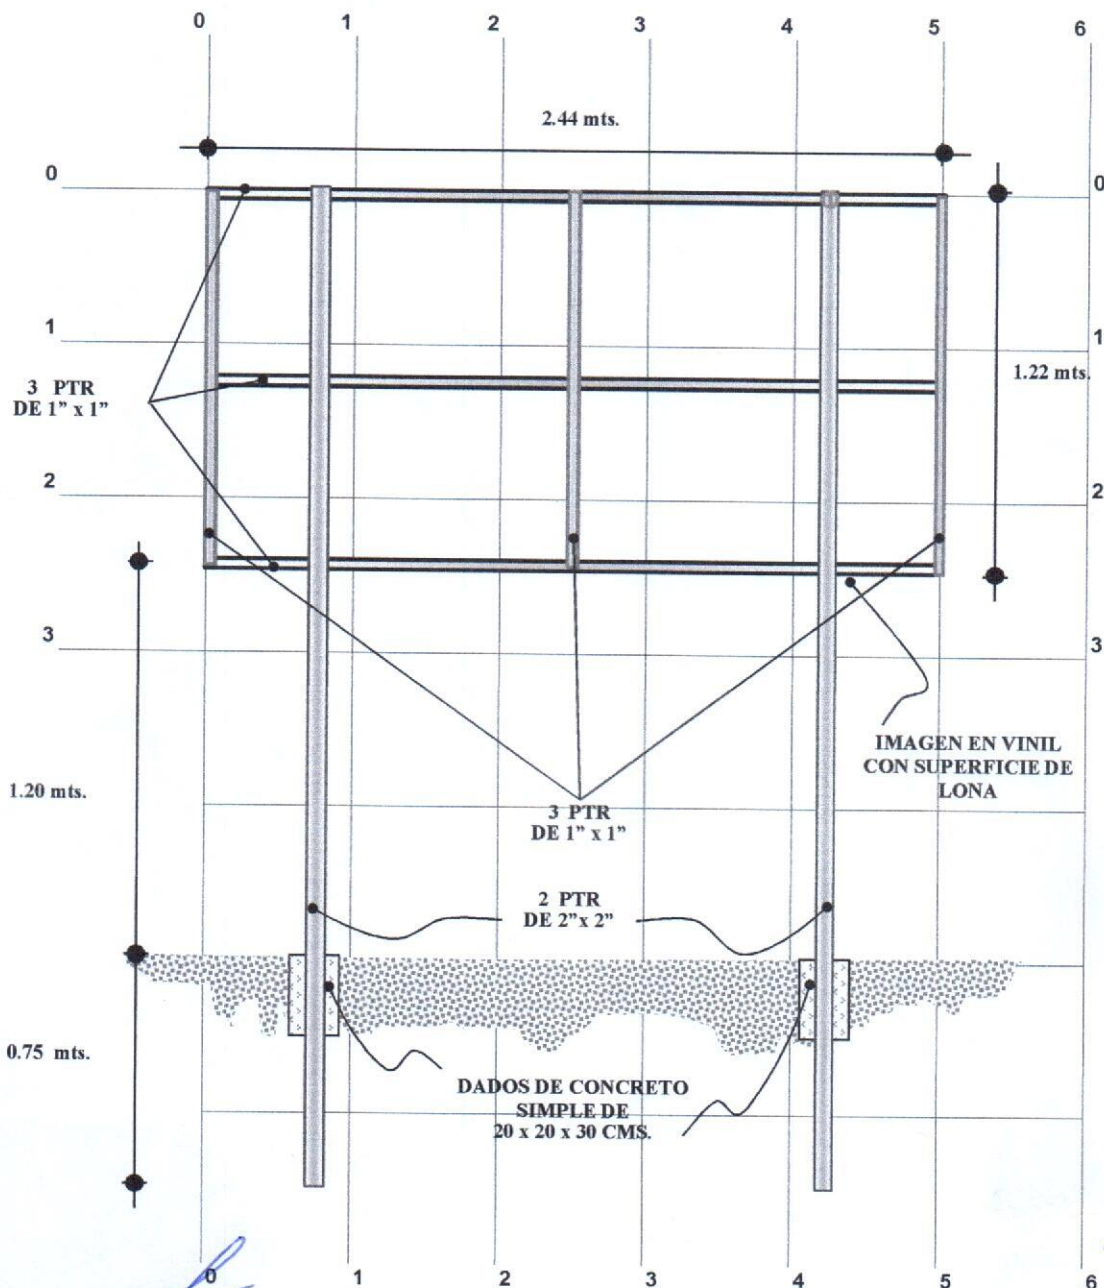 0 1 2 3 4 5 6
2.44 mts.
0 0
1 1
1.22 mts.
3 PTR
DE 1” x 1”
2 2
3 3
IMAGEN EN VINIL
CON SUPERFICIE DE
LONA
1.20 mts.
3 PTR
DE 1” x 1”
2 PTR
DE 2”x 2”
0.75 mts.
DADOS DE CONCRETO
SIMPLE DE
20 x 20 x 30 CMS.
0 1 2 3 4 5 6